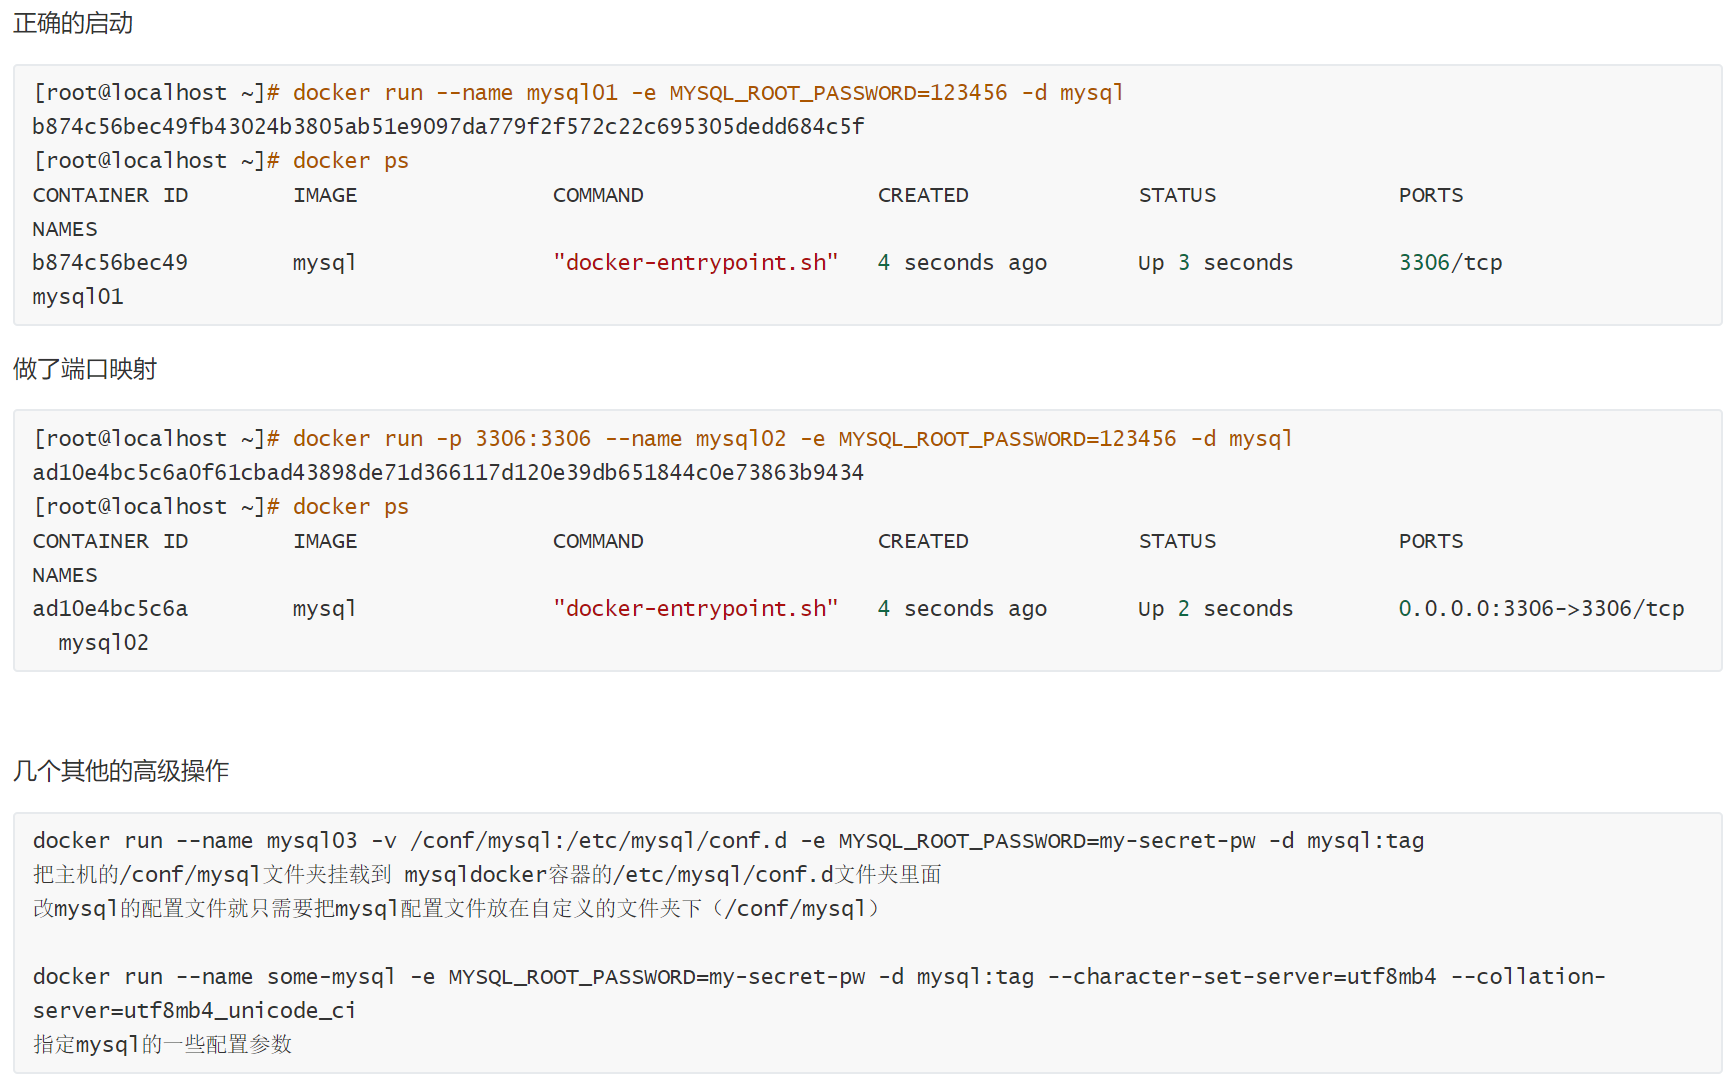 正确的启动
[root@localhost ~]# docker run --name mysql01 -e MYSQL_ROOT_PASSWORD=123456 -d mysql
b874c56bec49fb43024b3805ab51e9097da779f2f572c22c695305dedd684c5f
[root@localhost ~]# docker ps
CONTAINER ID        IMAGE               COMMAND                  CREATED             STATUS              PORTS
NAMES
b874c56bec49        mysql               "docker-entrypoint.sh"   4 seconds ago       Up 3 seconds        3306/tcp
mysql01
做了端口映射
[root@localhost ~]# docker run -p 3306:3306 --name mysql02 -e MYSQL_ROOT_PASSWORD=123456 -d mysql
ad10e4bc5c6a0f61cbad43898de71d366117d120e39db651844c0e73863b9434
[root@localhost ~]# docker ps
CONTAINER ID        IMAGE               COMMAND                  CREATED             STATUS              PORTS
NAMES
ad10e4bc5c6a        mysql               "docker-entrypoint.sh"   4 seconds ago       Up 2 seconds        0.0.0.0:3306->3306/tcp
  mysql02
几个其他的高级操作
docker run --name mysql03 -v /conf/mysql:/etc/mysql/conf.d -e MYSQL_ROOT_PASSWORD=my-secret-pw -d mysql:tag
把主机的/conf/mysql文件夹挂载到 mysqldocker容器的/etc/mysql/conf.d文件夹里面
改mysql的配置文件就只需要把mysql配置文件放在自定义的文件夹下（/conf/mysql）
docker run --name some-mysql -e MYSQL_ROOT_PASSWORD=my-secret-pw -d mysql:tag --character-set-server=utf8mb4 --collation-
server=utf8mb4_unicode_ci
指定mysql的一些配置参数